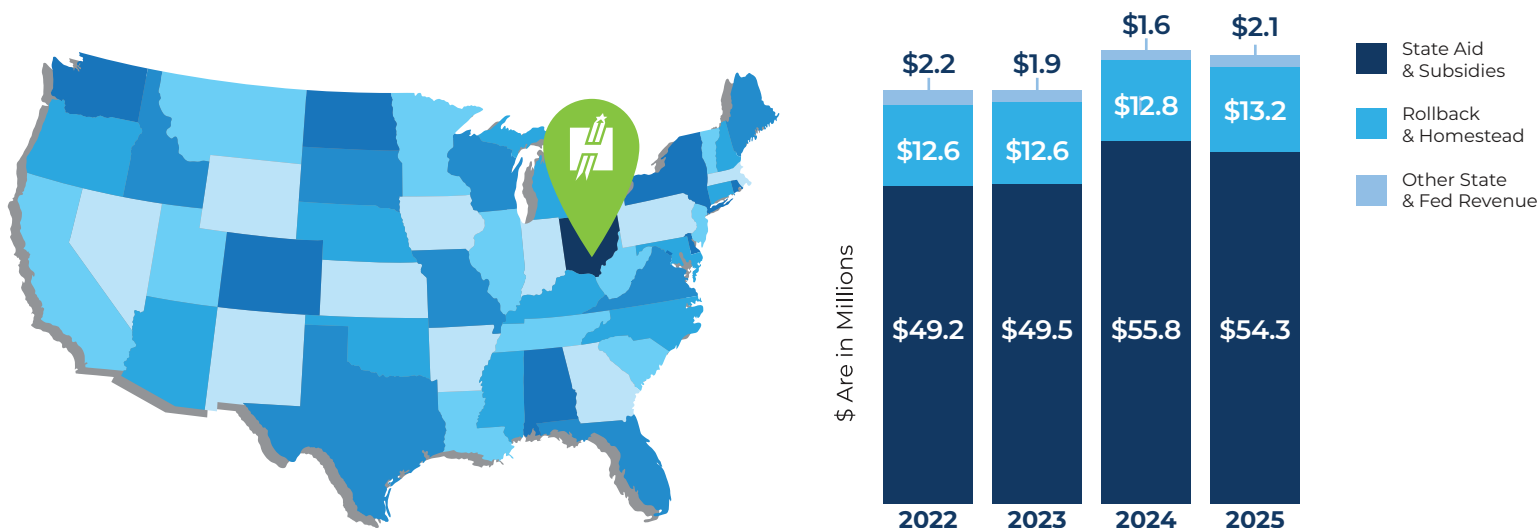 $2.2
$1.9
$1.6
$2.1
$12.6
$12.6
$12.8
$13.2
$49.2
$49.5
$55.8
$54.3
2022
2023
2024
2025
$ Are in Millions
State Aid
& Subsidies
Rollback
& Homestead
Other State
& Fed Revenue
H